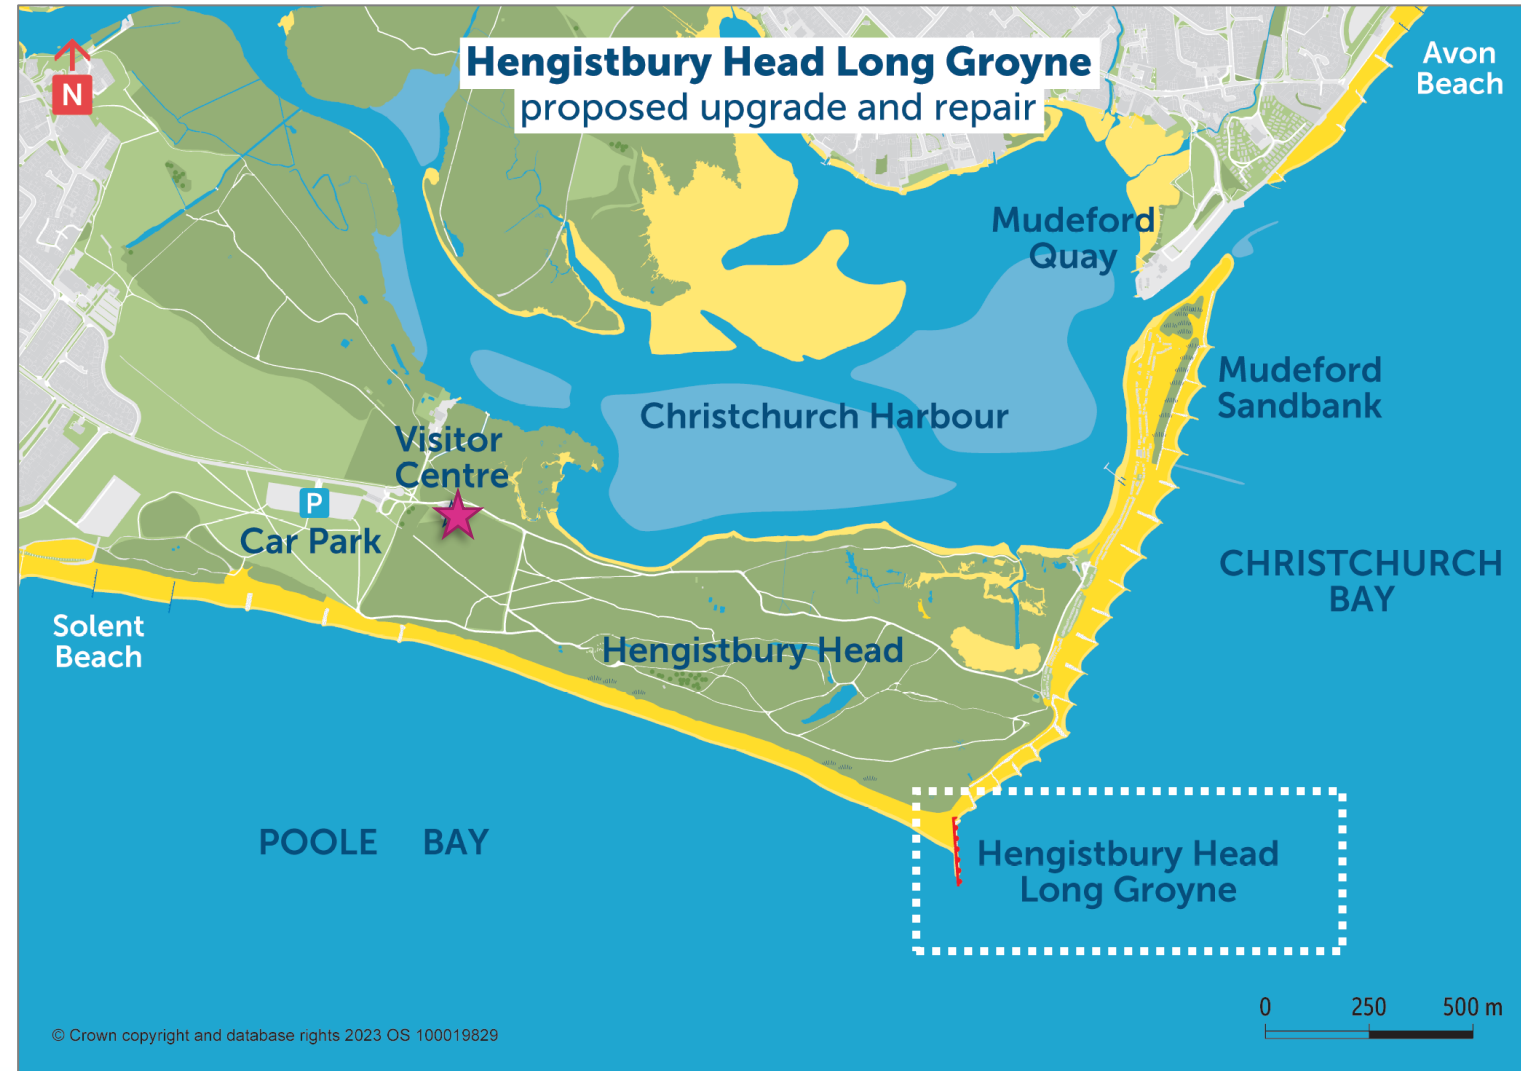 Hengistbury Head Long Groyne
proposed upgrade and repair
N
Avon
Beach
Mudeford
Quay
Mudeford
Sandbank
Christchurch Harbour
Visitor
Centre
P
Car Park
CHRISTCHURCH
BAY
Solent
Beach
Hengistbury Head
POOLE BAY
Hengistbury Head
Long Groyne
0 250 500 m
© Crown copyright and database rights 2023 OS 100019829